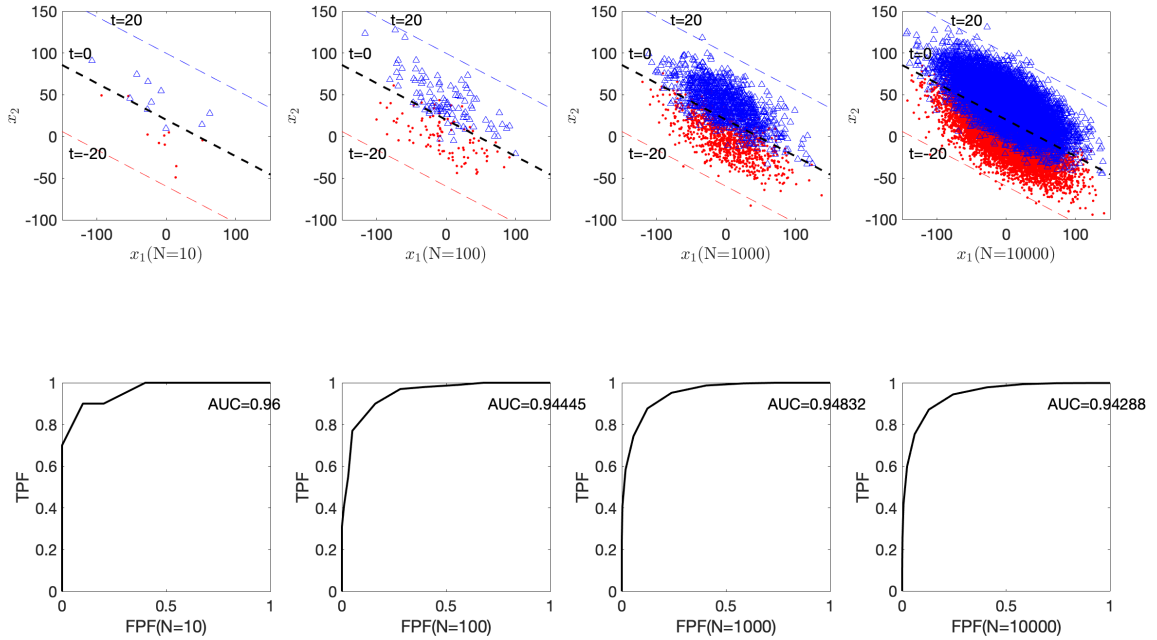 150
100
50
0
-50
-100
x₂
t=20
t=0
t=-20
-100
0
100
x₁(N=10)
150
100
50
0
-50
-100
x₂
t=20
t=0
t=-20
-100
0
100
x₁(N=100)
150
100
50
0
-50
-100
x₂
t=20
t=0
t=-20
-100
0
100
x₁(N=1000)
150
100
50
0
-50
-100
x₂
t=20
t=0
t=-20
-100
0
100
x₁(N=10000)
1
0.8
0.6
0.4
0.2
0
TPF
AUC=0.96
0
0.5
1
FPF(N=10)
1
0.8
0.6
0.4
0.2
0
TPF
AUC=0.94445
0
0.5
1
FPF(N=100)
1
0.8
0.6
0.4
0.2
0
TPF
AUC=0.94832
0
0.5
1
FPF(N=1000)
1
0.8
0.6
0.4
0.2
0
TPF
AUC=0.94288
0
0.5
1
FPF(N=10000)